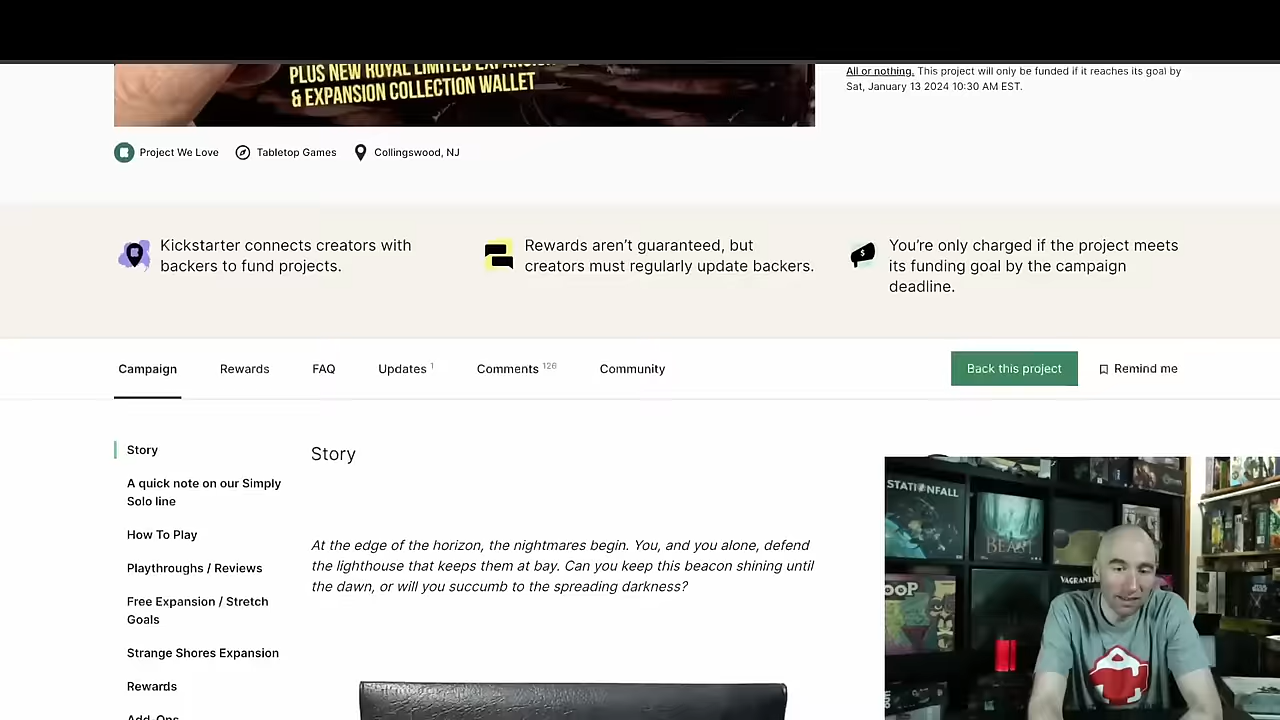 PLUS NEW ROYAL LIMITED EXPANSION
& EXPANSION COLLECTION WALLET
All or nothing. This project will only be funded if it reaches its goal by
Sat, January 13 2024 10:30 AM EST.
Project We Love
Tabletop Games
Collingswood, NJ
Kickstarter connects creators with
backers to fund projects.
Rewards aren’t guaranteed, but
creators must regularly update backers.
You’re only charged if the project meets
its funding goal by the campaign
deadline.
Campaign
Rewards
FAQ
Updates 1
Comments 126
Community
Back this project
Remind me
Story
A quick note on our Simply
Solo line
How To Play
Playthroughs / Reviews
Free Expansion / Stretch
Goals
Strange Shores Expansion
Rewards
Add-Ons
Story
At the edge of the horizon, the nightmares begin. You, and you alone, defend
the lighthouse that keeps them at bay. Can you keep this beacon shining until
the dawn, or will you succumb to the spreading darkness?
STATIONFALL
BEAST
VAGRANT